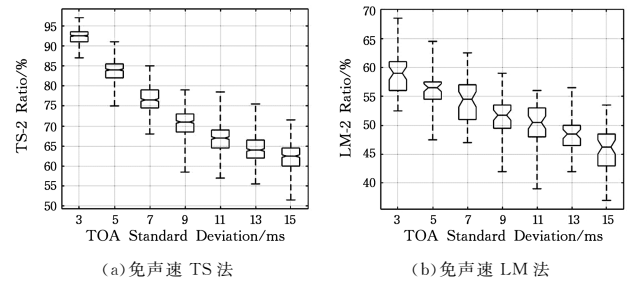 95
90
85
80
75
70
65
60
55
50
TS-2 Ratio/%
3 5 7 9 11 13 15
TOA Standard Deviation/ms
(a)免声速 TS 法
70
65
60
55
50
45
40
LM-2 Ratio/%
3 5 7 9 11 13 15
TOA Standard Deviation/ms
(b)免声速 LM 法